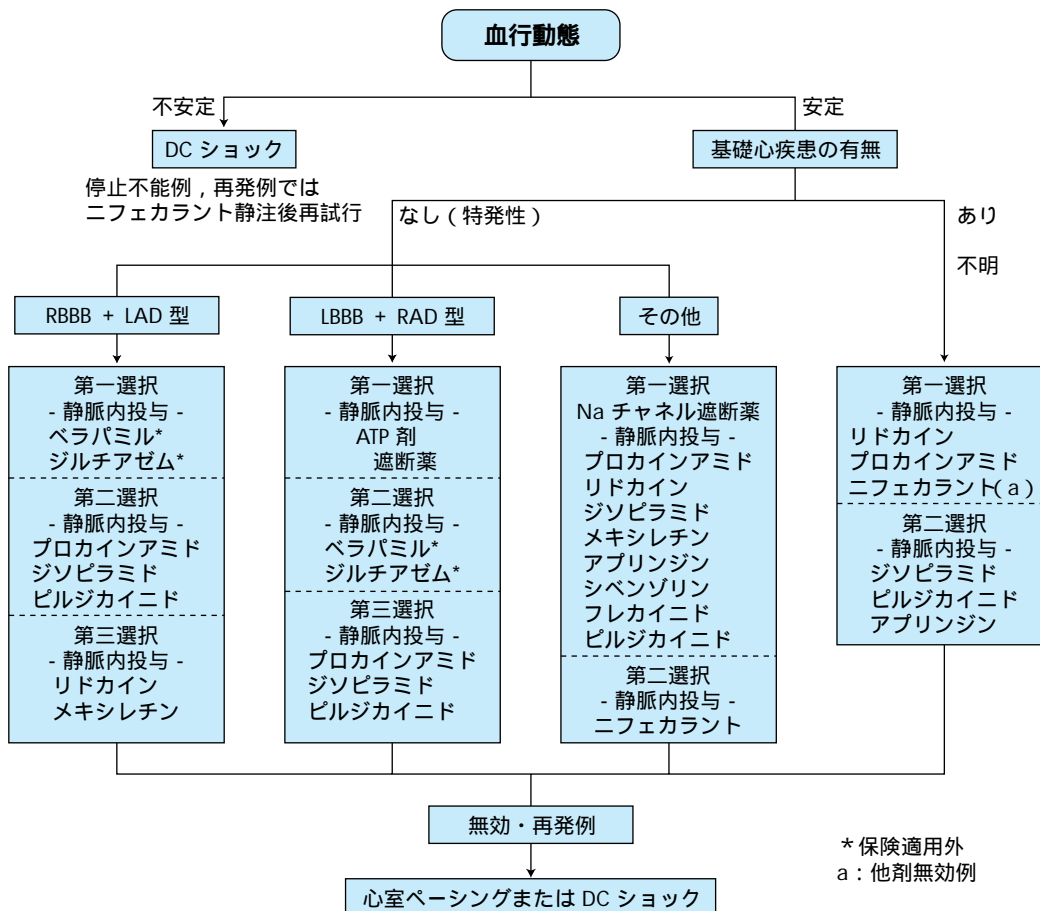 血行動態
不安定
安定
DC ショック
基礎心疾患の有無
停止不能例，再発例では
ニフェカラント静注後再試行
なし（特発性）
あり
不明
RBBB + LAD 型
LBBB + RAD 型
その他
第一選択
- 静脈内投与 -
ベラパミル*
ジルチアゼム*
第二選択
- 静脈内投与 -
プロカインアミド
ジソピラミド
ピルジカイニド
第三選択
- 静脈内投与 -
リドカイン
メキシレチン
第一選択
- 静脈内投与 -
ATP 剤
遮断薬
第二選択
- 静脈内投与 -
ベラパミル*
ジルチアゼム*
第三選択
- 静脈内投与 -
プロカインアミド
ジソピラミド
ピルジカイニド
第一選択
Na チャネル遮断薬
- 静脈内投与 -
プロカインアミド
リドカイン
ジソピラミド
メキシレチン
アプリンジン
シベンゾリン
フレカイニド
ピルジカイニド
第二選択
- 静脈内投与 -
ニフェカラント
第一選択
- 静脈内投与 -
リドカイン
プロカインアミド
ニフェカラント(a)
第二選択
- 静脈内投与 -
ジソピラミド
ピルジカイニド
アプリンジン
無効・再発例
* 保険適用外
a：他剤無効例
心室ペーシングまたは DC ショック